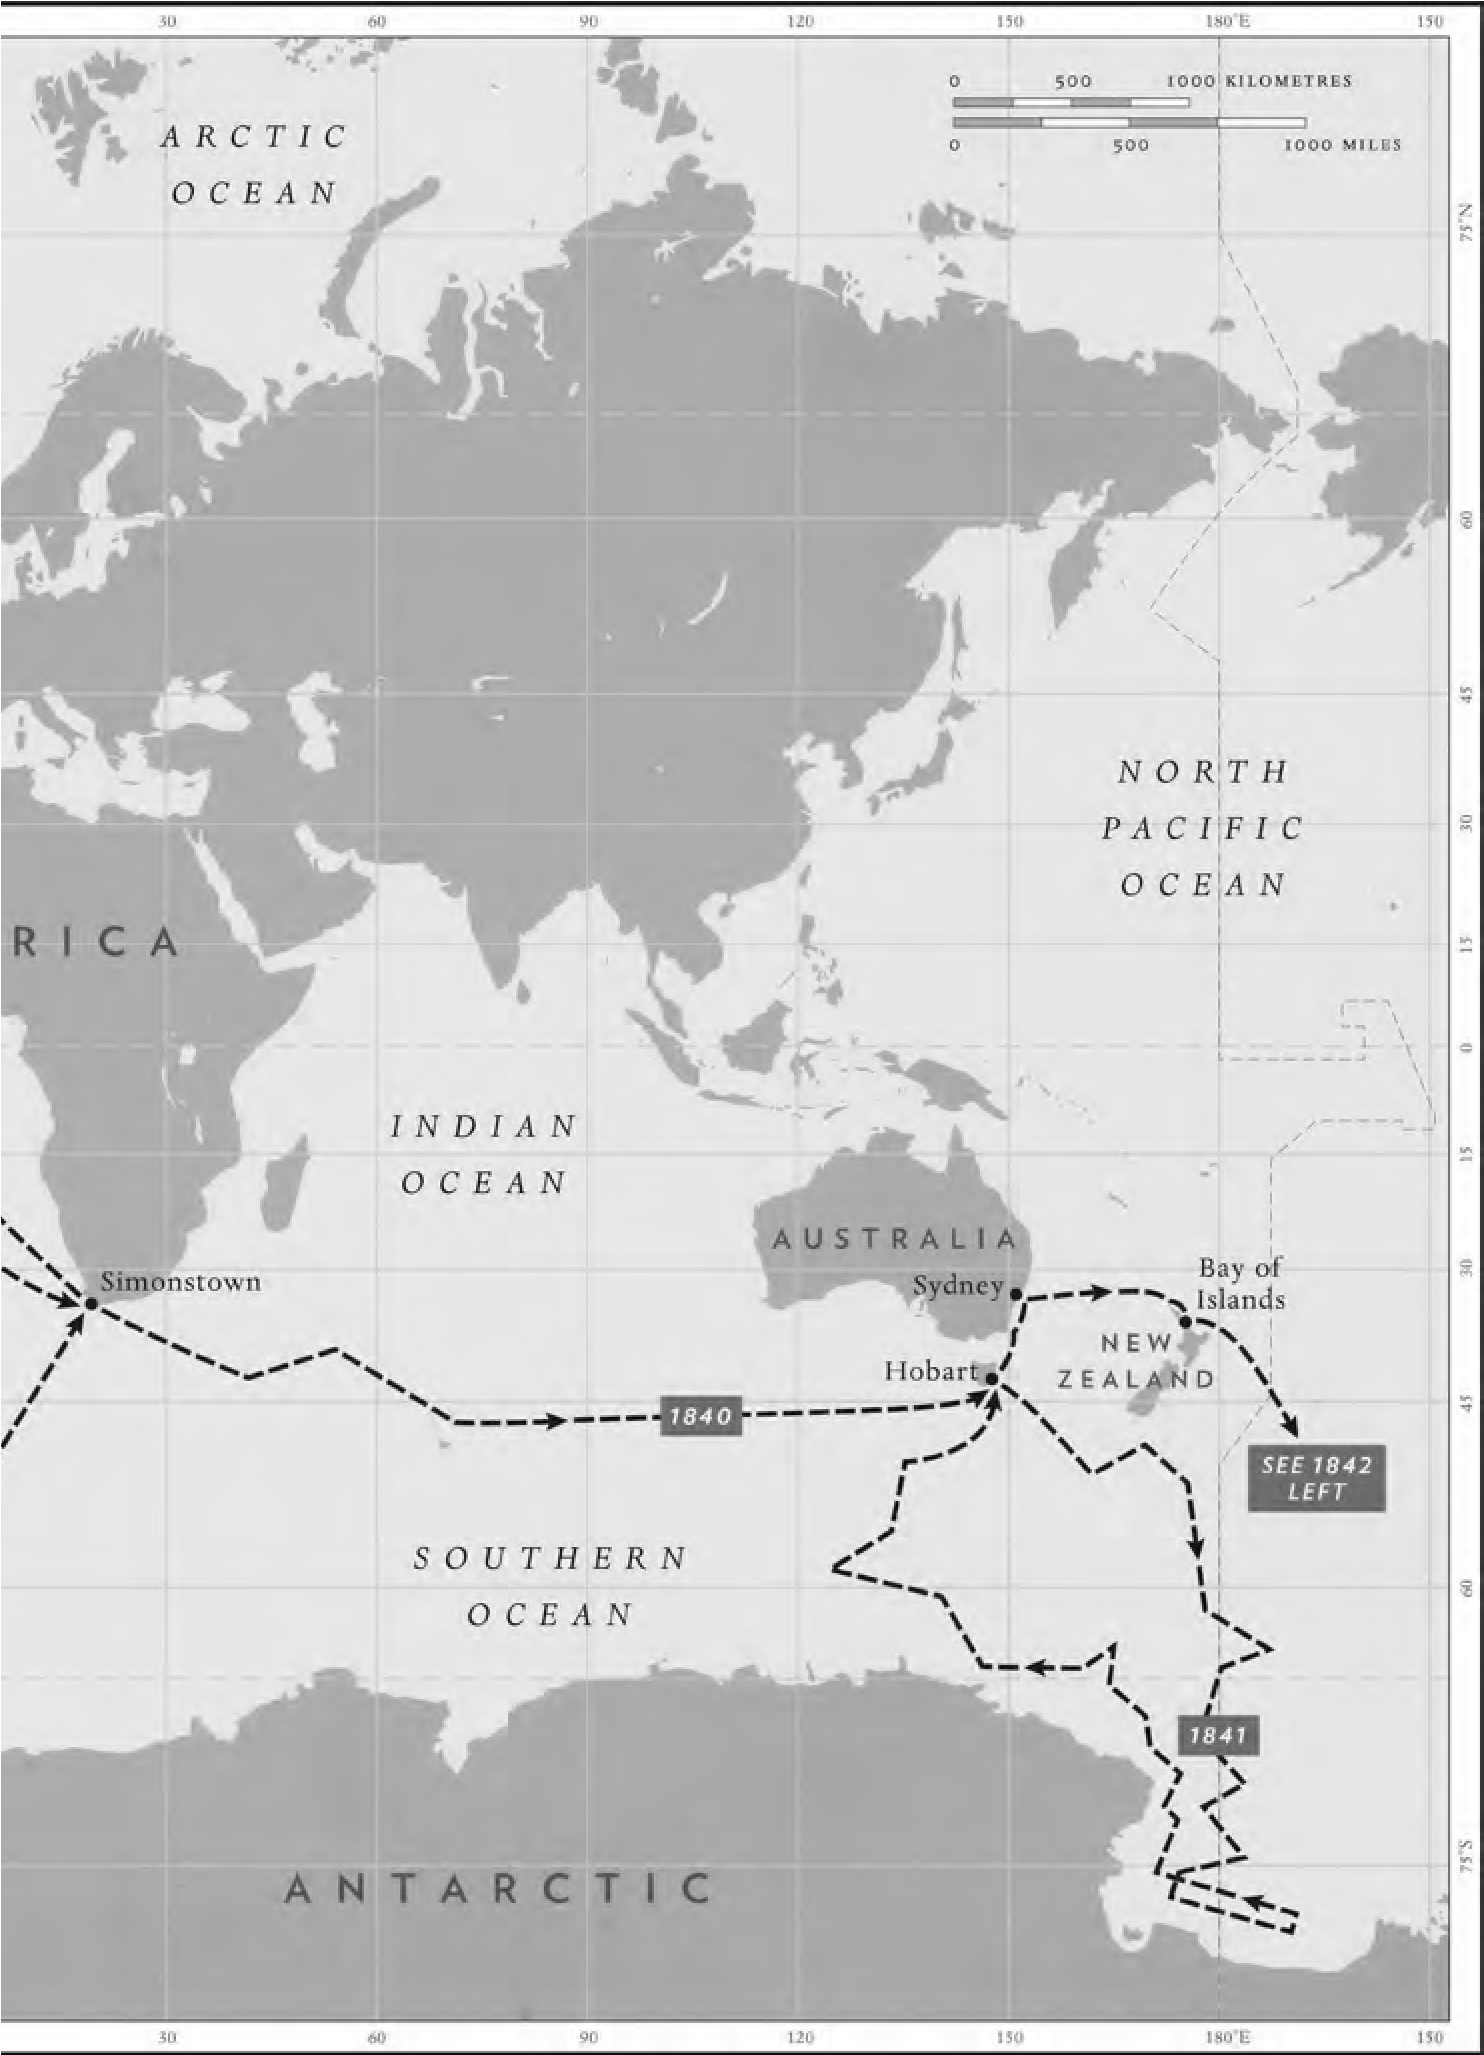 30 60 90 120 150 180°E 150
0 500 1000 KILOMETRES
0 500 1000 MILES
ARCTIC
OCEAN
75°N
60
45
NORTH
PACIFIC
OCEAN
30
RICA
15
0
INDIAN
OCEAN
15
AUSTRALIA
30
Bay of
Islands
Simonstown
Sydney
NEW
ZEALAND
Hobart
45
1840
SEE 1842
LEFT
SOUTHERN
OCEAN
60
1841
75°S
ANTARCTIC
30 60 90 120 150 180°E 150